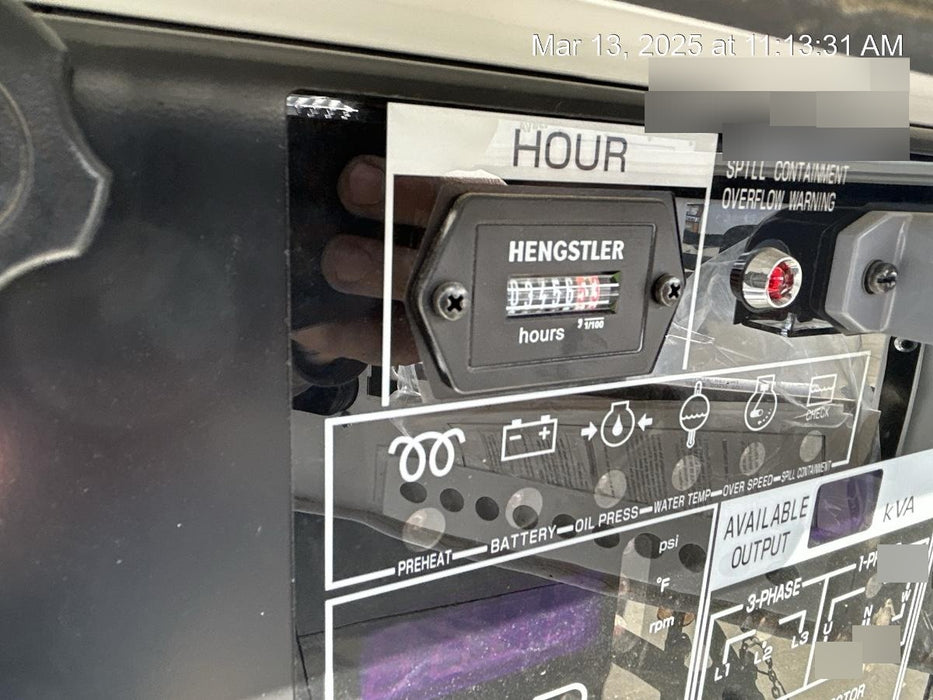 Mar 13, 2025 at 11:13:31 AM
HOUR
SPILL CONTAINMENT
OVERFLOW WARNING
HENGSTLER
hours
1/100
CHECK
PREHEAT
BATTERY
OIL PRESS
WATER TEMP
OVER SPEED
SPILL CONTAINMENT
AVAILABLE
OUTPUT
kVA
psi
°F
rpm
3-PHASE
L1
L2
L3
U
N
W